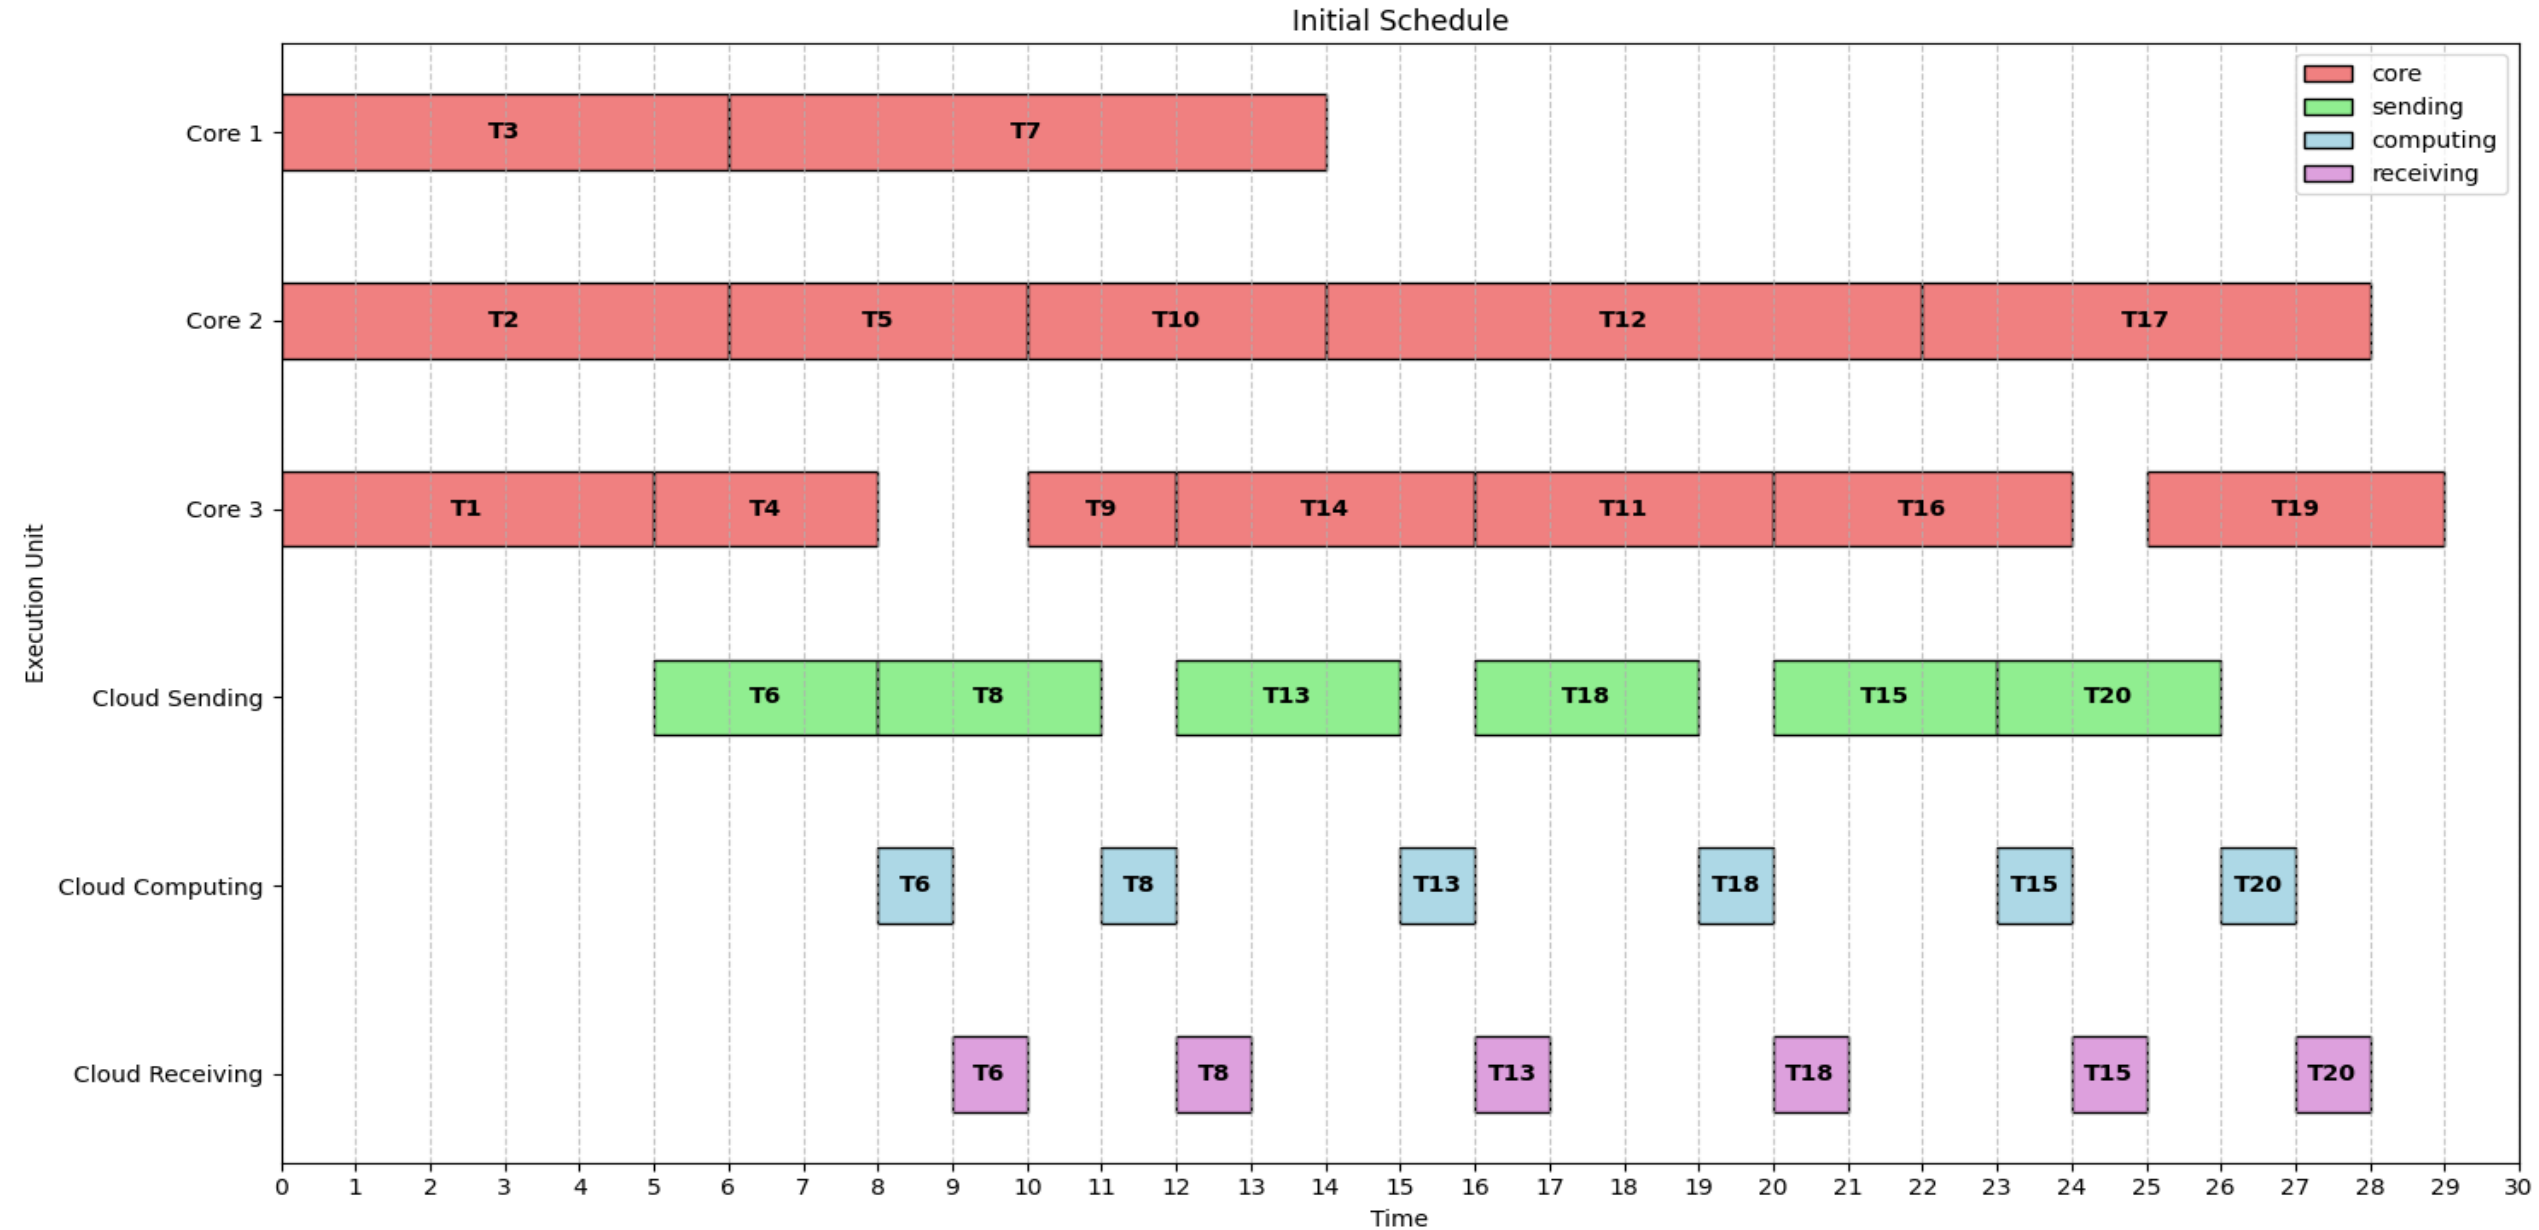 Initial Schedule
core
sending
computing
receiving
Execution Unit
Core 1
T3 T7
Core 2
T2 T5 T10 T12 T17
Core 3
T1 T4 T9 T14 T11 T16 T19
Cloud Sending
T6 T8 T13 T18 T15 T20
Cloud Computing
T6 T8 T13 T18 T15 T20
Cloud Receiving
T6 T8 T13 T18 T15 T20
0 1 2 3 4 5 6 7 8 9 10 11 12 13 14 15 16 17 18 19 20 21 22 23 24 25 26 27 28 29 30
Time